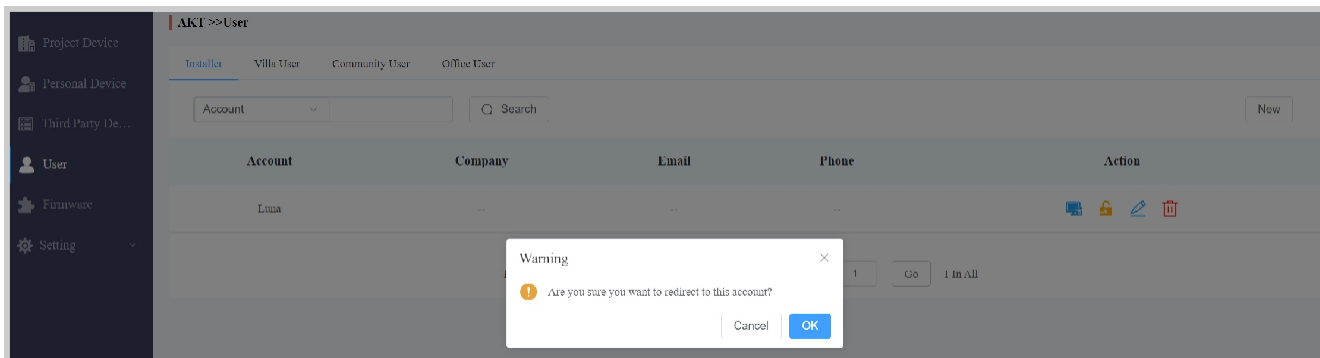 AKT >>User
Project Device
Personal Device
Third Party De...
User
Firmware
Setting
Installer Villa User Community User Office User
Account Search New
Account Company Email Phone Action
Luna -- -- --
1 Go 1 In All
Warning
Are you sure you want to redirect to this account?
Cancel OK